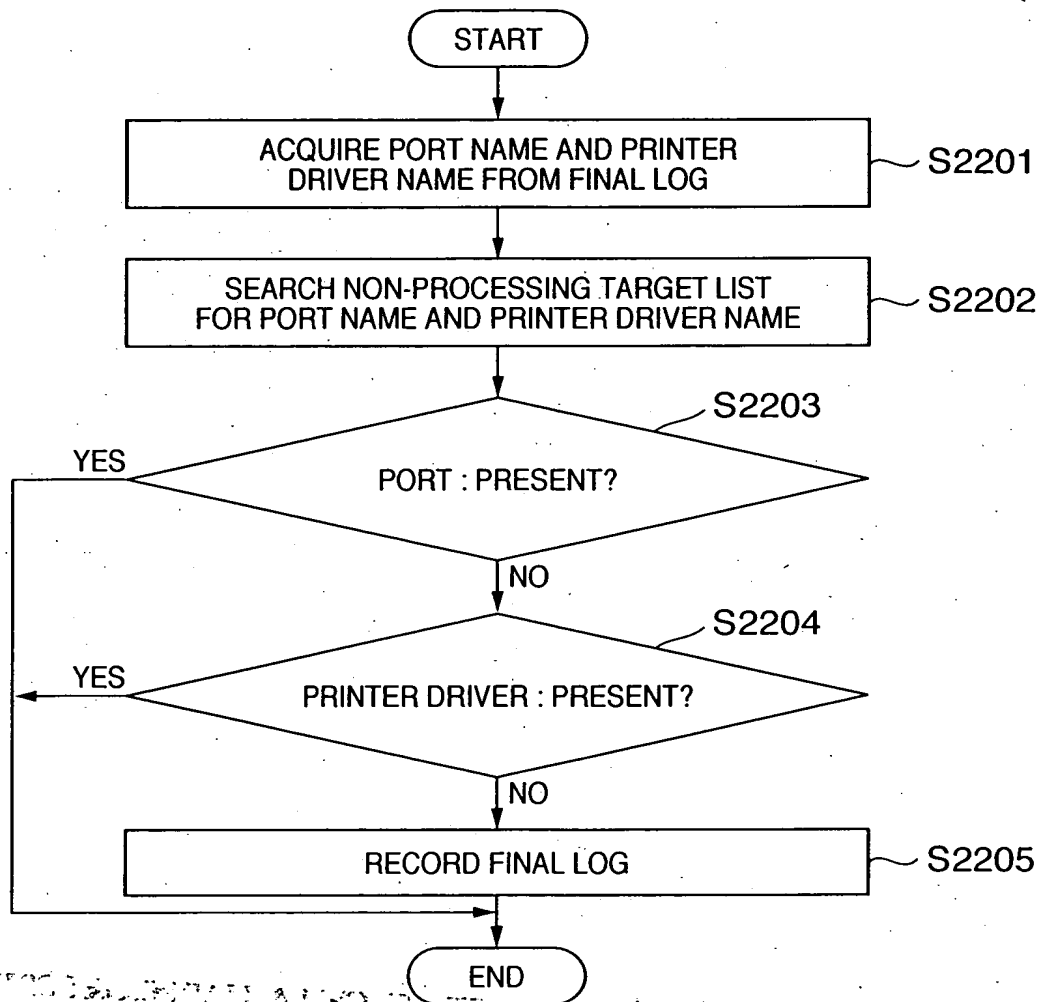 START
ACQUIRE PORT NAME AND PRINTER
DRIVER NAME FROM FINAL LOG
S2201
SEARCH NON-PROCESSING TARGET LIST
FOR PORT NAME AND PRINTER DRIVER NAME
S2202
S2203
YES
PORT : PRESENT?
NO
S2204
YES
PRINTER DRIVER : PRESENT?
NO
RECORD FINAL LOG
S2205
END